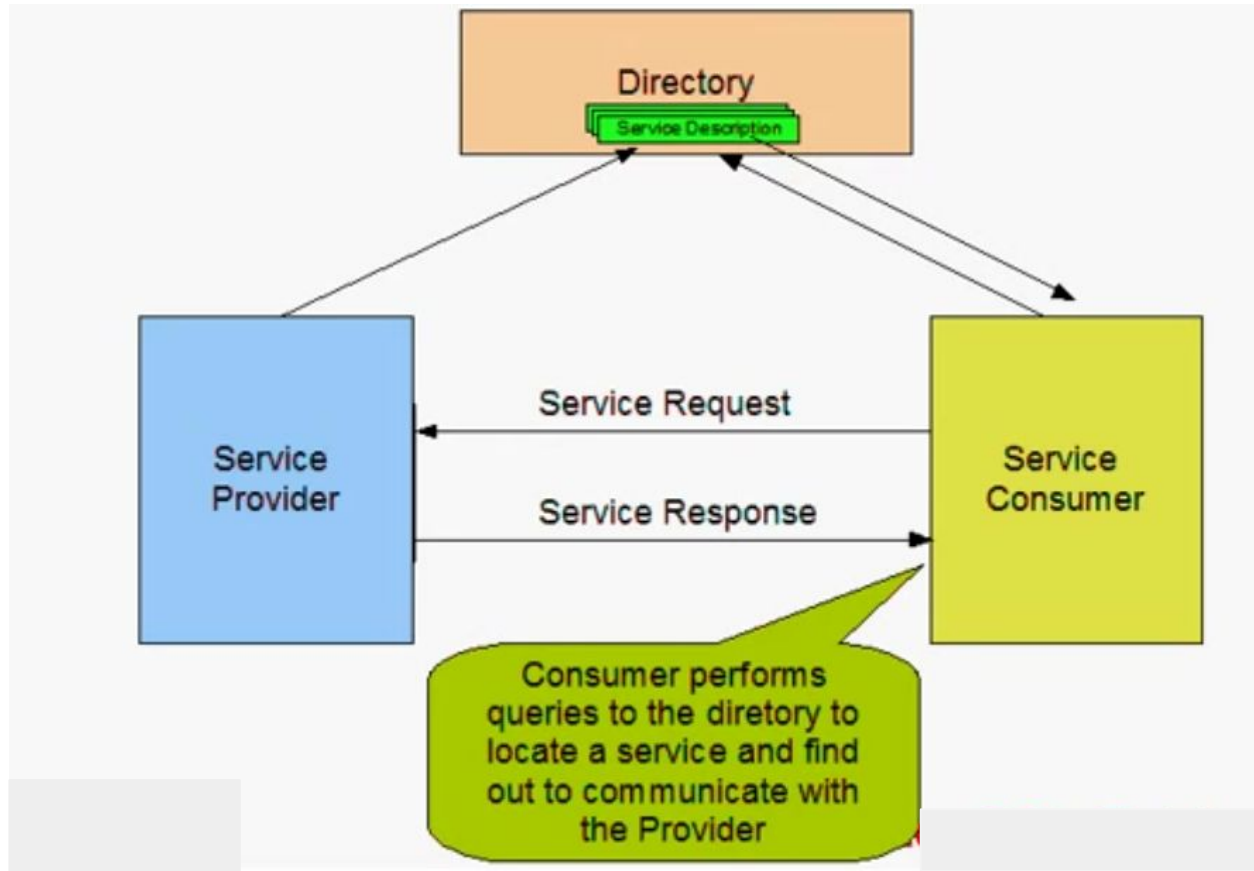 Directory
Service Description
Service Request
Service
Provider
Service
Consumer
Service Response
Consumer performs
queries to the diretory to
locate a service and find
out to communicate with
the Provider